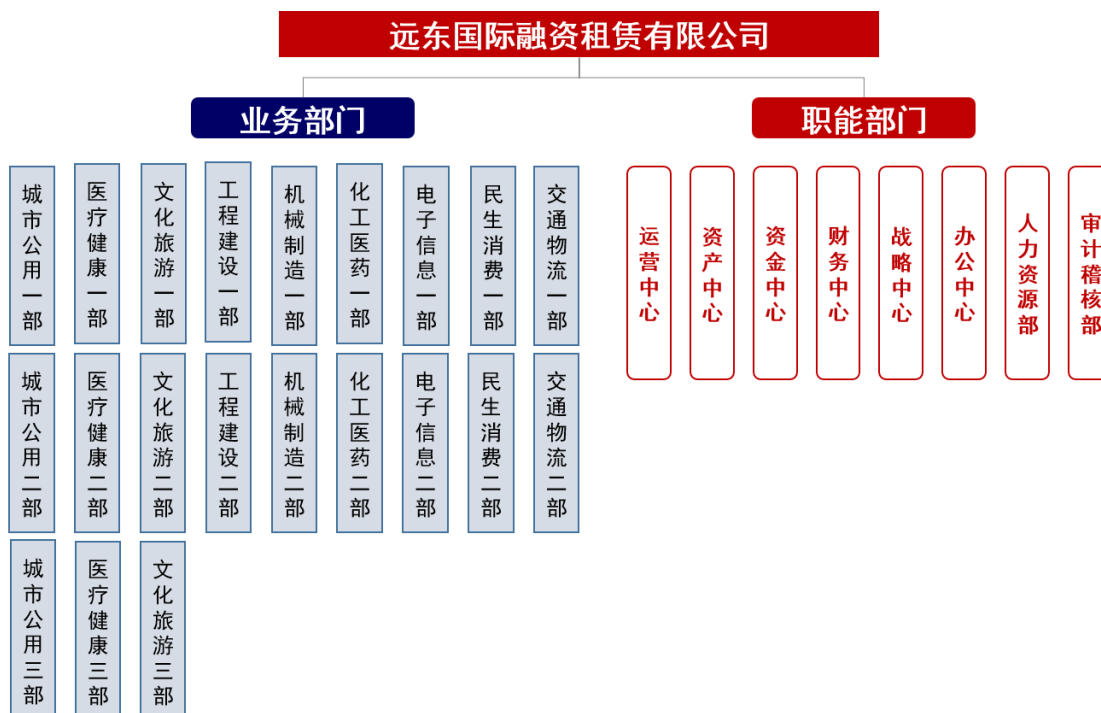 远东国际融资租赁有限公司
业务部门
职能部门
城市公用一部
医疗健康一部
文化旅游一部
工程建设一部
机械制造一部
化工医药一部
电子信息一部
民生消费一部
交通物流一部
运营中心
资产中心
资金中心
财务中心
战略中心
办公中心
人力资源部
审计稽核部
城市公用二部
医疗健康二部
文化旅游二部
工程建设二部
机械制造二部
化工医药二部
电子信息二部
民生消费二部
交通物流二部
城市公用三部
医疗健康三部
文化旅游三部